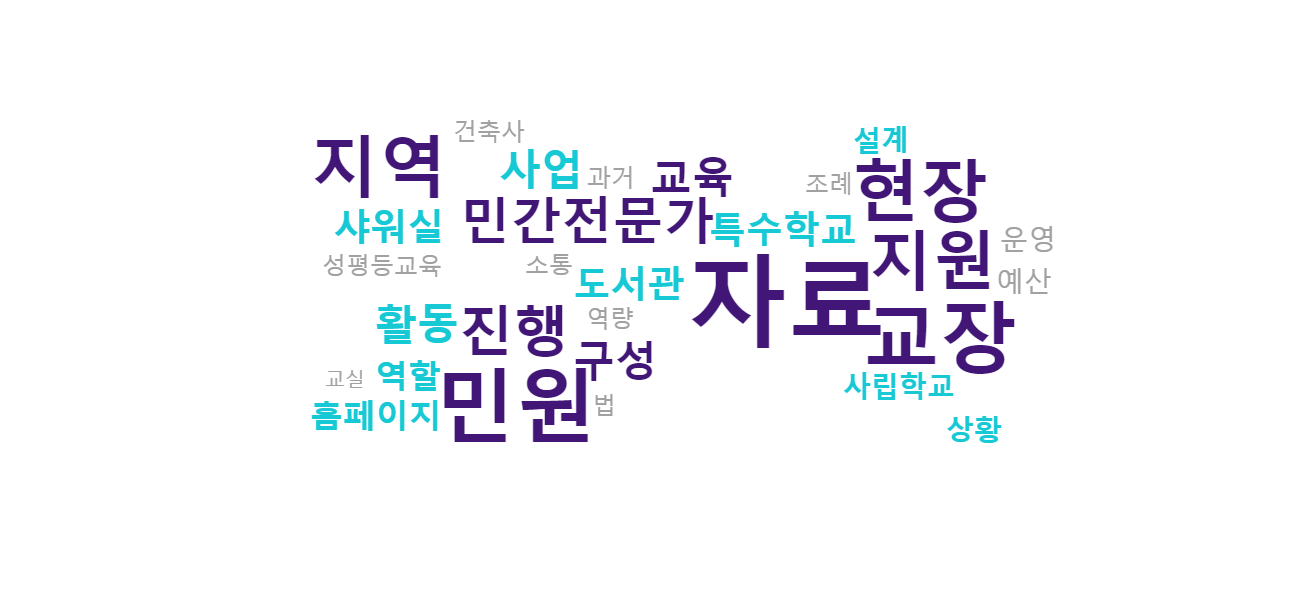 건축사
지역
사업
과거
교육
설계
조례
현장
샤워실
민간전문가
특수학교
지원
운영
성평등교육
소통
도서관
자료
예산
활동
진행
역량
구성
교장
교실
역할
민원
사립학교
홈페이지
법
상황